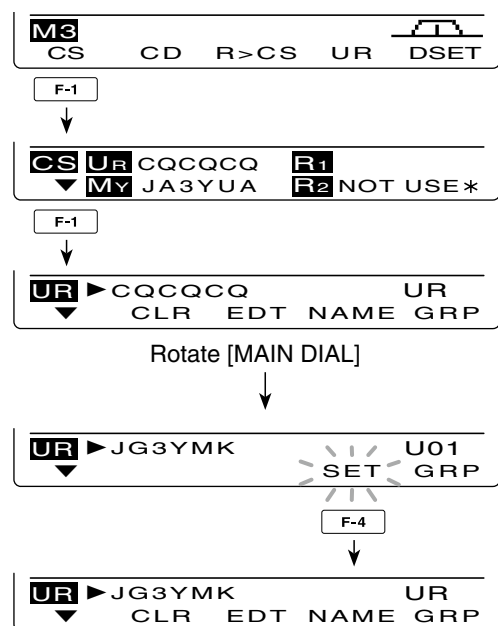 M3
CS CD R>CS UR DSET
F-1
CS UR CQCQCQ R1
▼ MY JA3YUA R2 NOT USE*
F-1
UR ►CQCQCQ UR
▼ CLR EDT NAME GRP
Rotate [MAIN DIAL]
UR ►JG3YMK U01
▼ SET GRP
F-4
UR ►JG3YMK UR
▼ CLR EDT NAME GRP